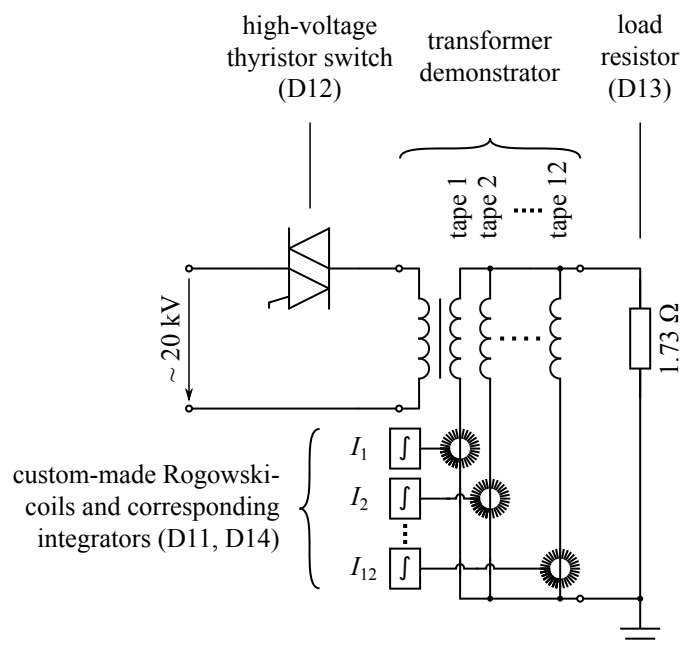 high-voltage
thyristor switch
(D12)
transformer
demonstrator
load
resistor
(D13)
tape 1
tape 2
tape 12
~ 20 kV
1.73 Ω
custom-made Rogowski-
coils and corresponding
integrators (D11, D14)
I₁ ∫
I₂ ∫
I₁₂ ∫